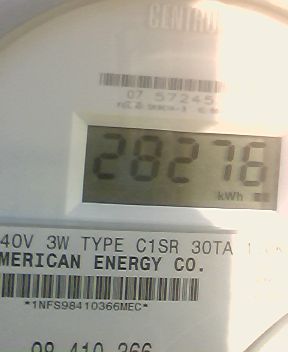 CENTRO
07 57245
28276
kWh
40V 3W TYPE C1SR 30TA
MERICAN ENERGY CO.
*1NFS98410366MEC*
98 410 366